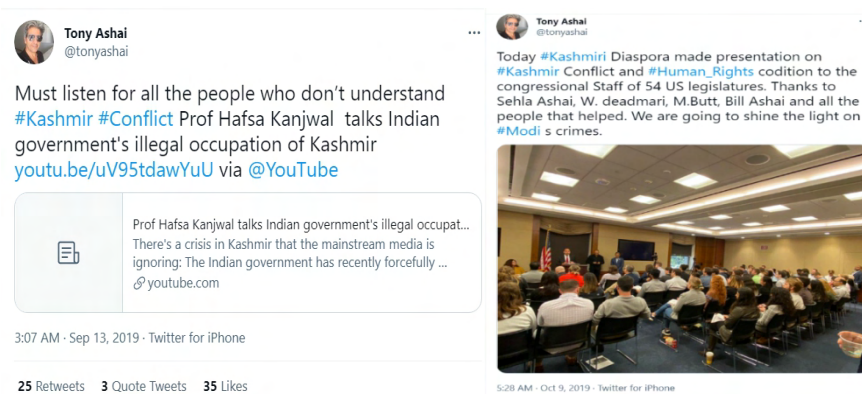 Tony Ashai
@tonyashai
Must listen for all the people who don't understand
#Kashmir #Conflict Prof Hafsa Kanjwal talks Indian
government's illegal occupation of Kashmir
youtu.be/uV95tdawYuU via @YouTube
Prof Hafsa Kanjwal talks Indian government's illegal occupat...
There's a crisis in Kashmir that the mainstream media is
ignoring: The Indian government has recently forcefully ...
youtube.com
3:07 AM · Sep 13, 2019 · Twitter for iPhone
25 Retweets 3 Quote Tweets 35 Likes
Tony Ashai
@tonyashai
Today #Kashmiri Diaspora made presentation on
#Kashmir Conflict and #Human_Rights codition to the
congressional Staff of 54 US legislatures. Thanks to
Sehla Ashai, W. deadmari, M.Butt, Bill Ashai and all the
people that helped. We are going to shine the light on
#Modi s crimes.
5:28 AM · Oct 9, 2019 · Twitter for iPhone